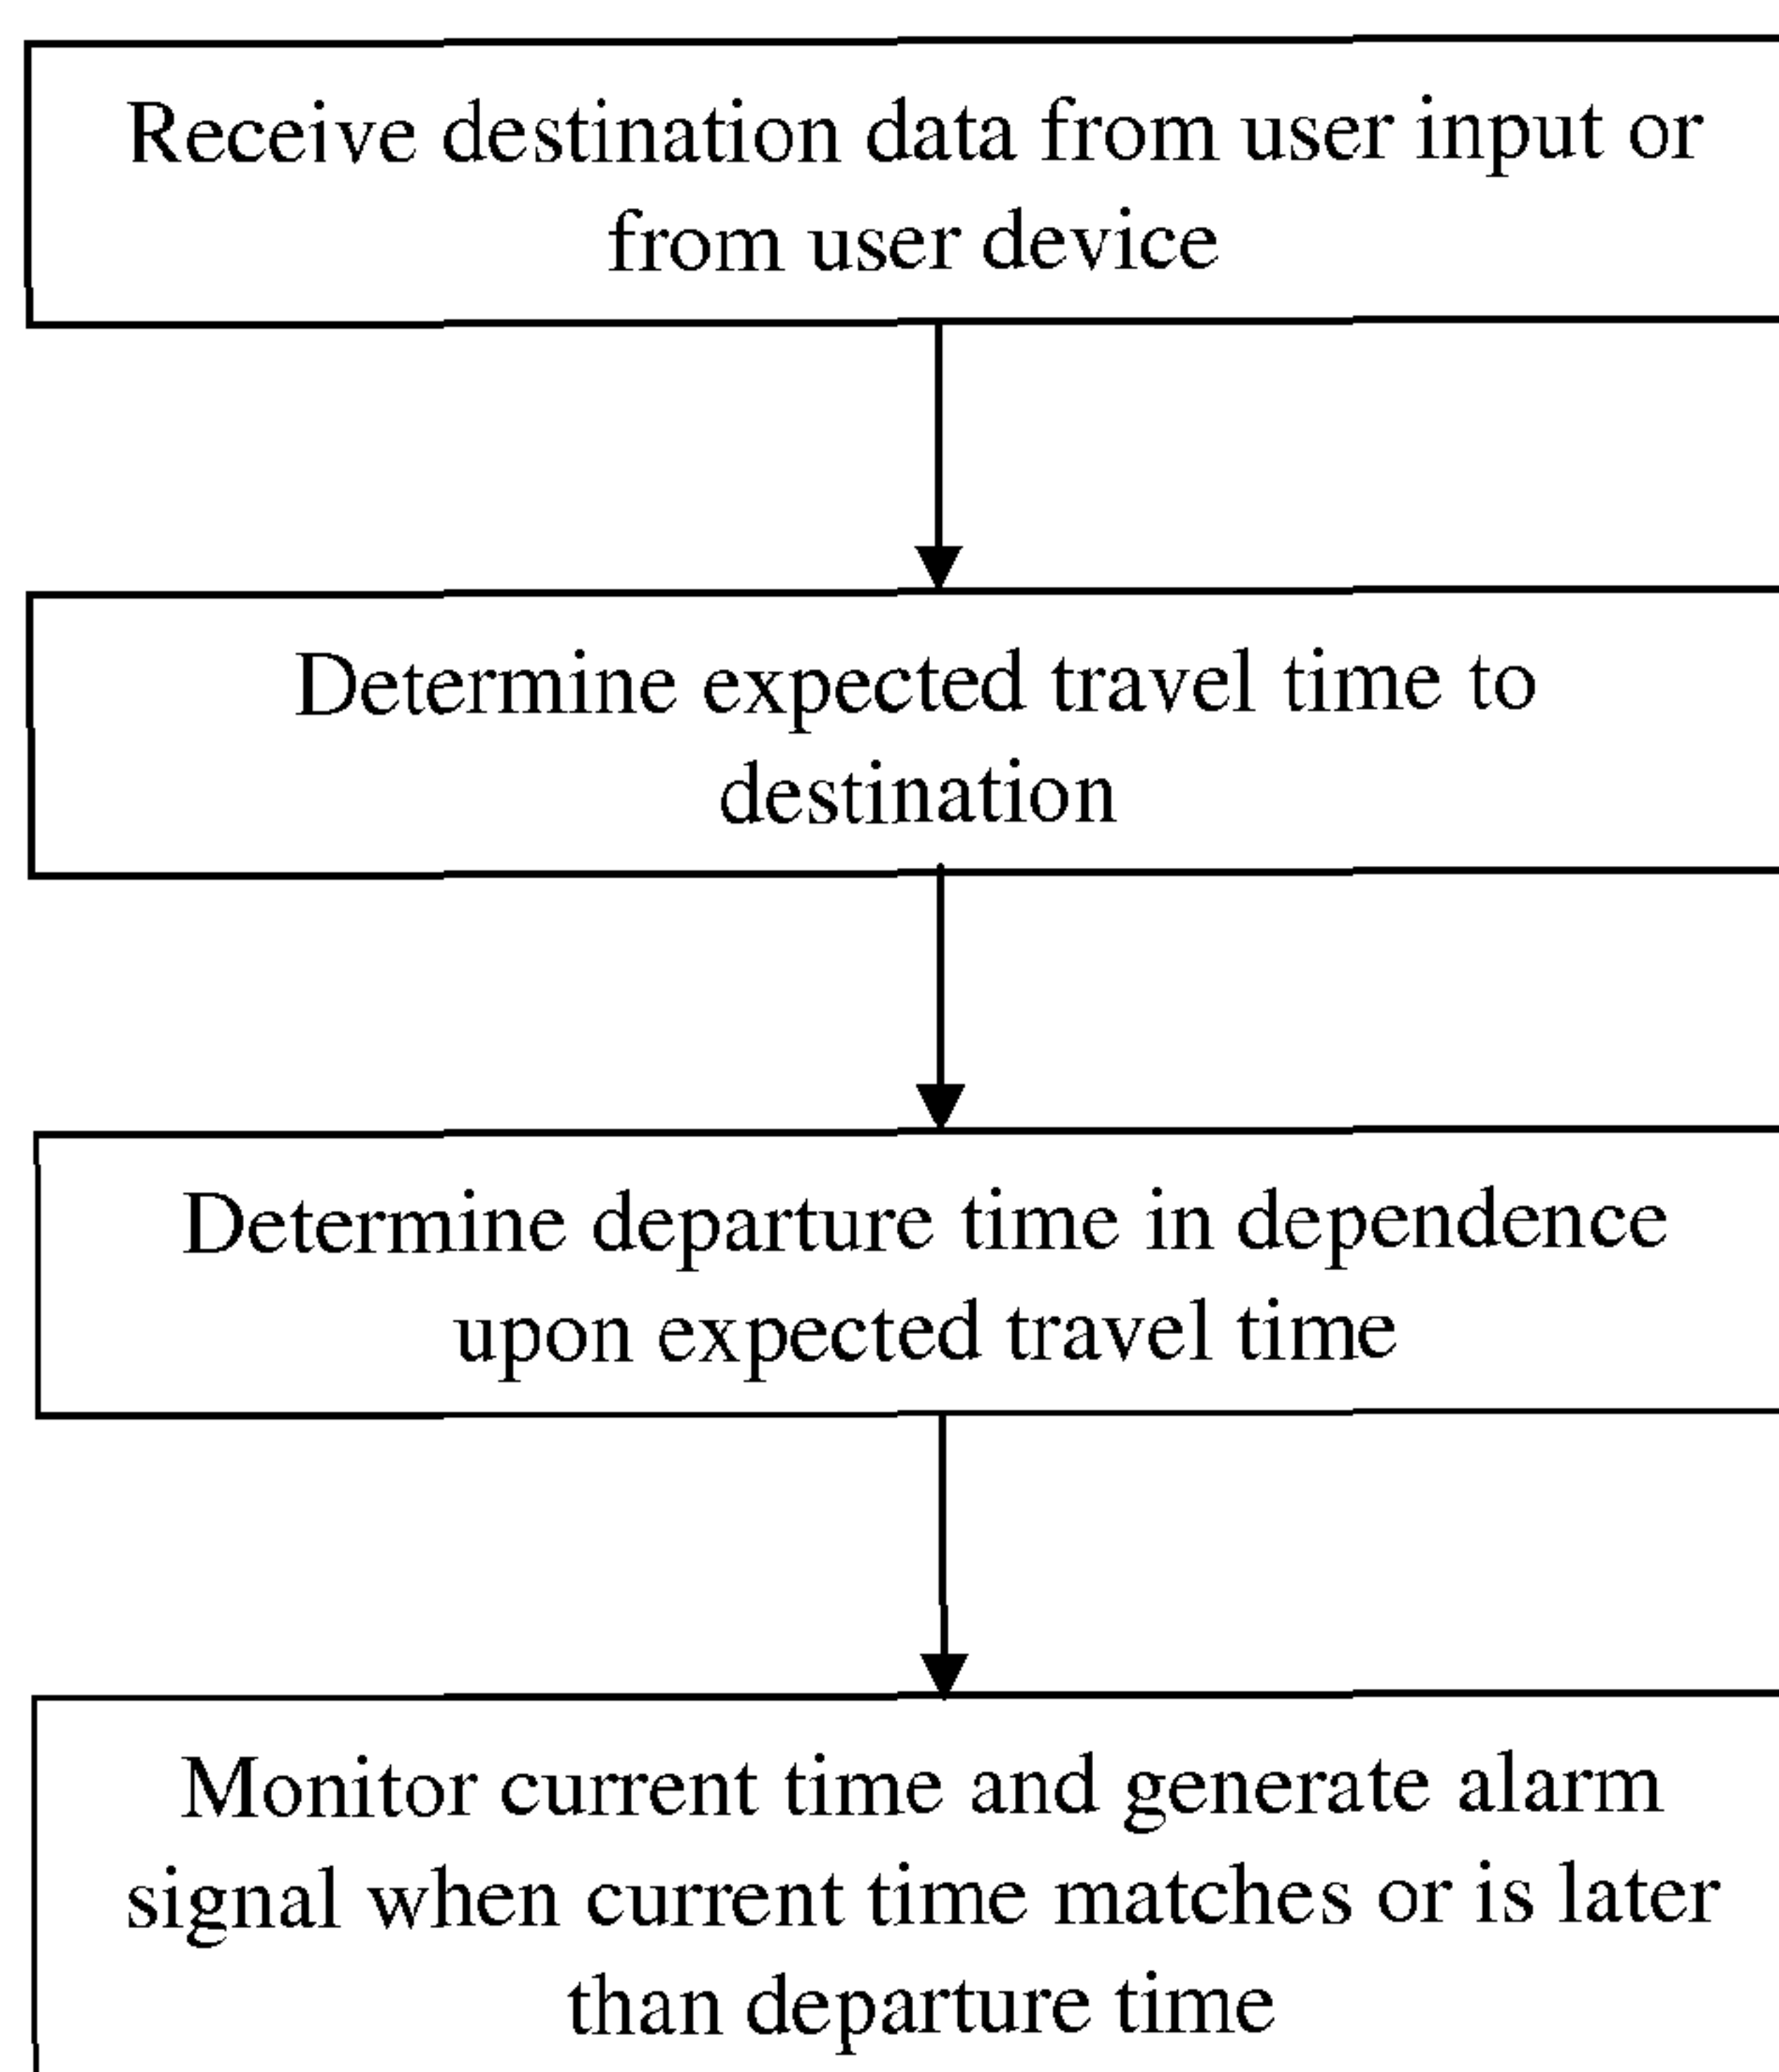 Receive destination data from user input or
from user device
Determine expected travel time to
destination
Determine departure time in dependence
upon expected travel time
Monitor current time and generate alarm
signal when current time matches or is later
than departure time